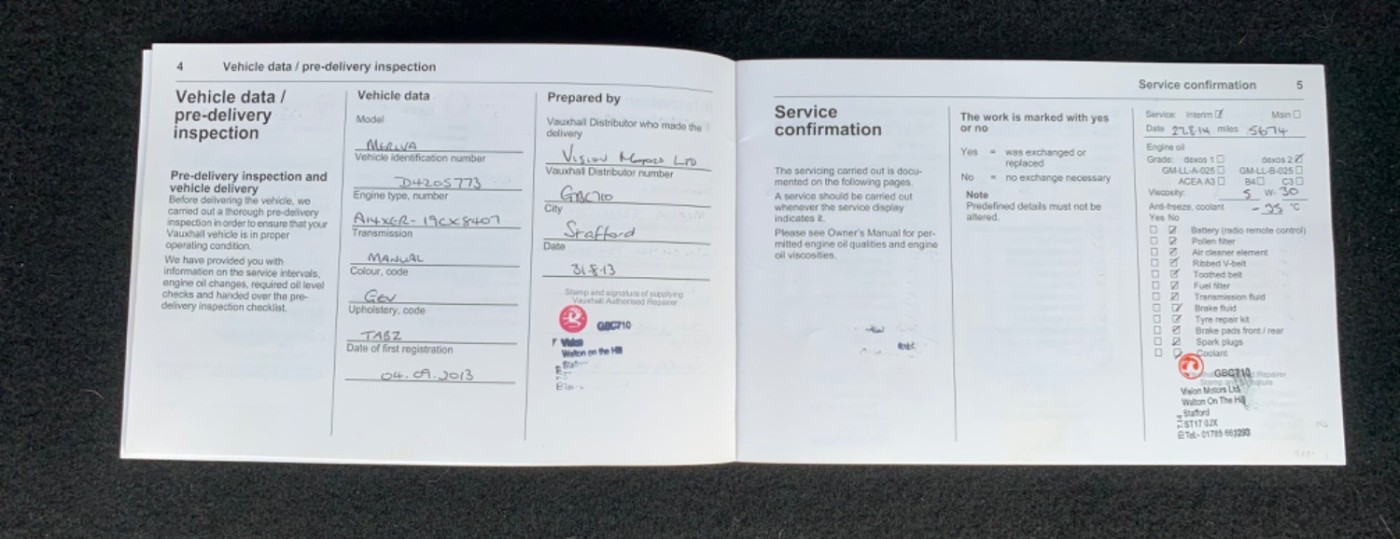 4 Vehicle data / pre-delivery inspection
Vehicle data /
pre-delivery
inspection
Pre-delivery inspection and
vehicle delivery
Before delivering the vehicle, we
carried out a thorough pre-delivery
inspection in order to ensure that your
Vauxhall vehicle is in proper
operating condition.
We have provided you with
information on the service intervals,
engine oil changes, required oil level
checks and handed over the pre-
delivery inspection checklist.
Vehicle data
Model
MERIVA
Vehicle identification number
D4205773
Engine type, number
A14XER-19CX8407
Transmission
MANUAL
Colour, code
GEV
Upholstery, code
TABZ
Date of first registration
04.09.2013
Prepared by
Vauxhall Distributor who made the
delivery
Vision Motors LTD
Vauxhall Distributor number
GBC710
City
Stafford
Date
31.8.13
Stamp and signature of supplying
Vauxhall Authorised Repairer
GBC710
Vision
Walton on the Hill
Service confirmation 5
Service
confirmation
The servicing carried out is docu-
mented on the following pages.
A service should be carried out
whenever the service display
indicates it.
Please see Owner's Manual for per-
mitted engine oil qualities and engine
oil viscosities.
The work is marked with yes
or no
Yes = was exchanged or
replaced
No = no exchange necessary
Note
Predefined details must not be
altered.
Service: Interim Main
Date 22.8.14 miles 5674
Engine oil
Grade: dexos 1 dexos 2
GM-LL-A-025 GM-LL-B-025
ACEA A3 B4 C3
Viscosity: 5 W- 30
Anti-freeze, coolant -35 °C
Yes No
Battery (radio remote control)
Pollen filter
Air cleaner element
Ribbed V-belt
Toothed belt
Fuel filter
Transmission fluid
Brake fluid
Tyre repair kit
Brake pads front / rear
Spark plugs
Coolant
GBC710
Repairer
Vision Motors Ltd
Walton On The Hill
Stafford
ST17 0JX
Tel:- 01785 663293